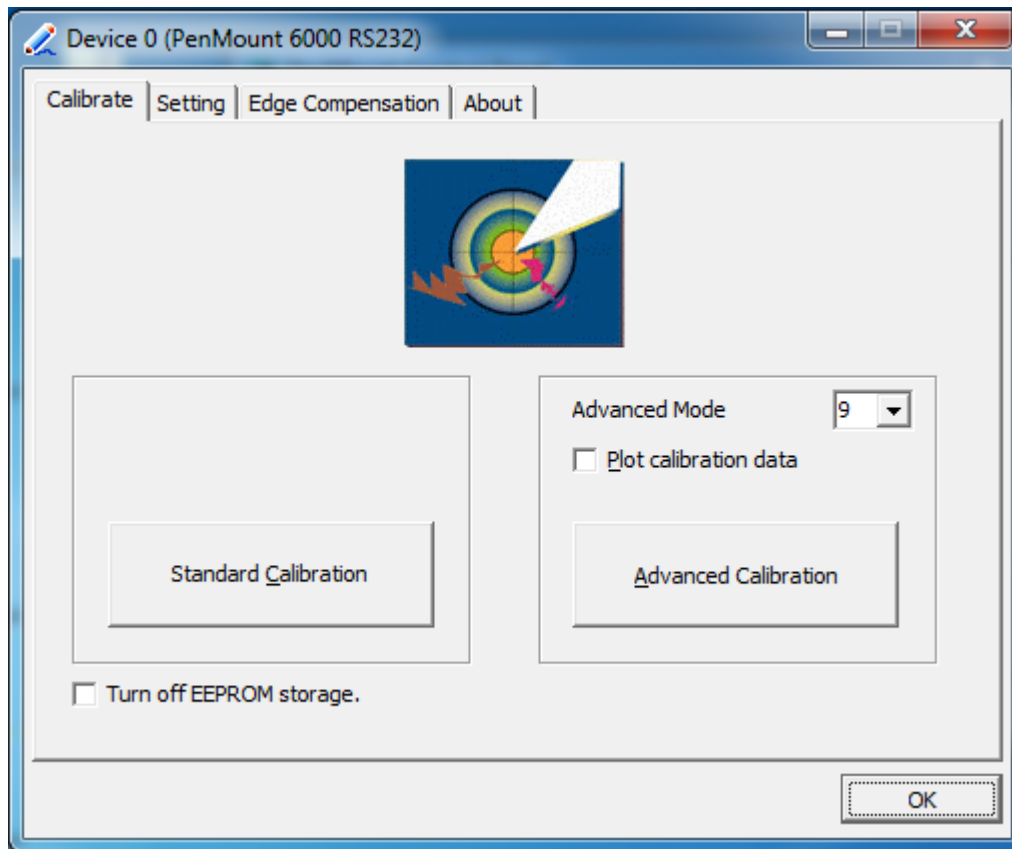 Device 0 (PenMount 6000 RS232)
Calibrate Setting Edge Compensation About
Advanced Mode 9
Plot calibration data
Standard Calibration
Advanced Calibration
Turn off EEPROM storage.
OK